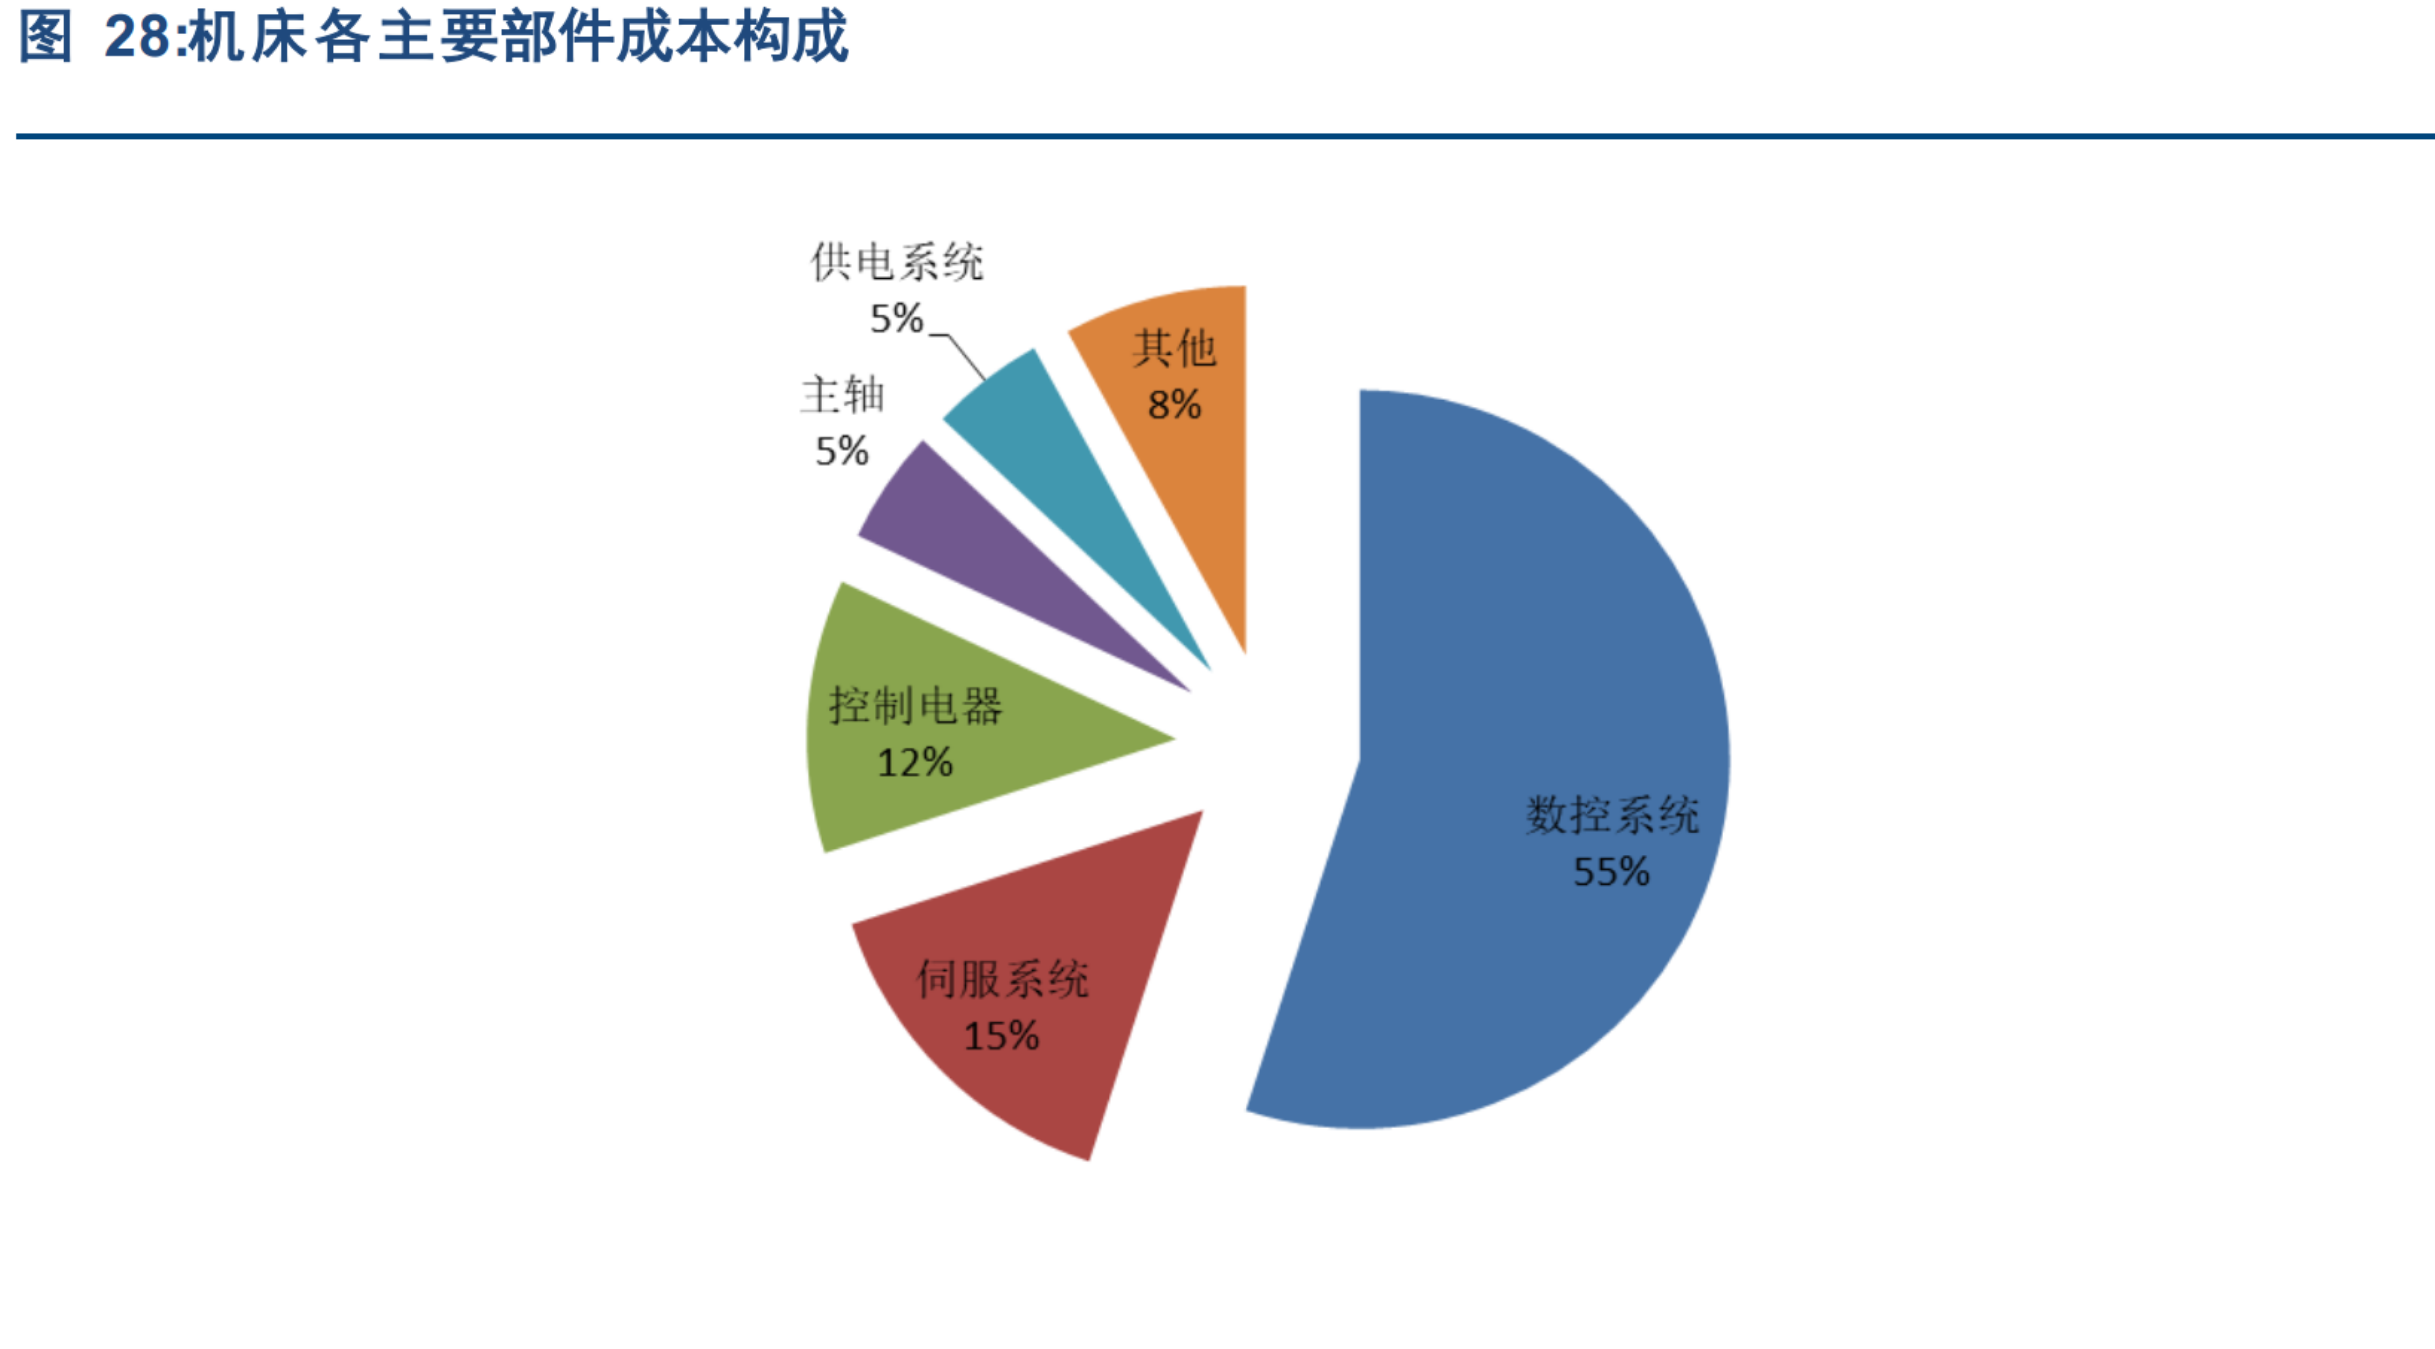 图 28:机床各主要部件成本构成
供电系统
5%
其他
8%
主轴
5%
控制电器
12%
数控系统
55%
伺服系统
15%